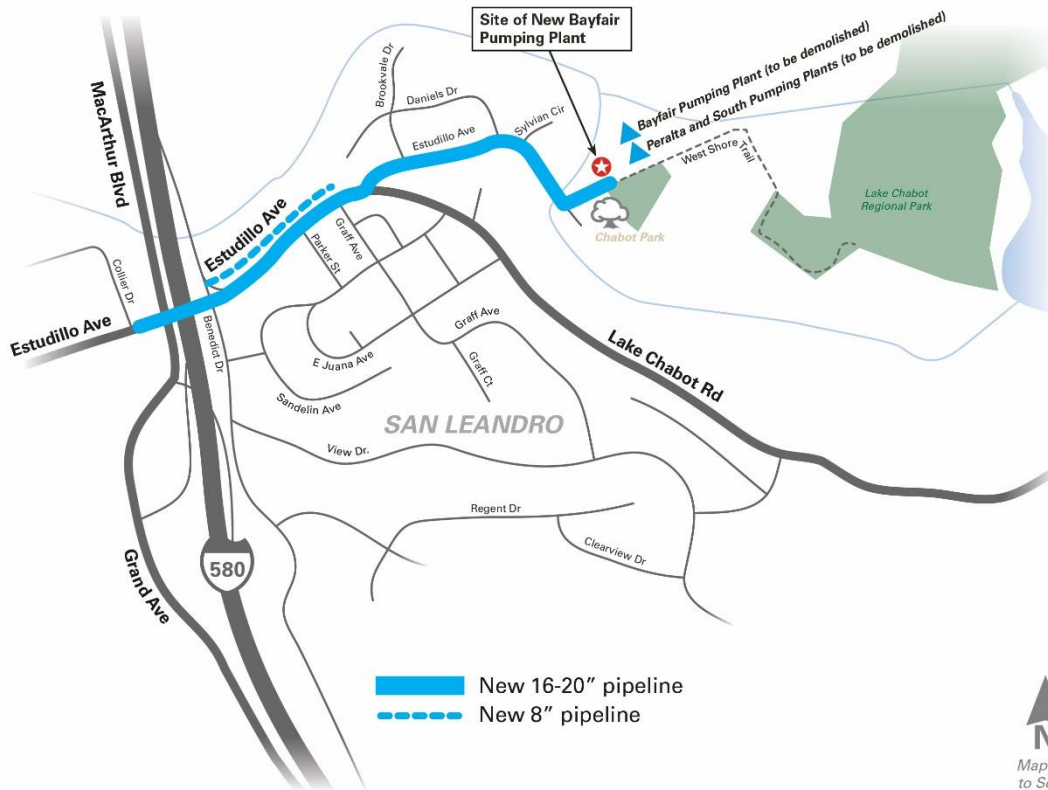 Site of New Bayfair
Pumping Plant
Bayfair Pumping Plant (to be demolished)
Peralta and South Pumping Plants (to be demolished)
MacArthur Blvd
Brookvale Dr
Daniels Dr
Estudillo Ave
Sylvian Cir
West Shore
Trail
Lake Chabot
Regional Park
Chabot Park
Estudillo Ave
Collier Dr
Parker St
Graff Ave
Estudillo Ave
Benedict Dr
E Juana Ave
Graff Ave
Graff Ct
Lake Chabot Rd
Sandelin Ave
SAN LEANDRO
View Dr.
Regent Dr
Clearview Dr
580
Grand Ave
New 16-20” pipeline
New 8” pipeline
N
Map
to